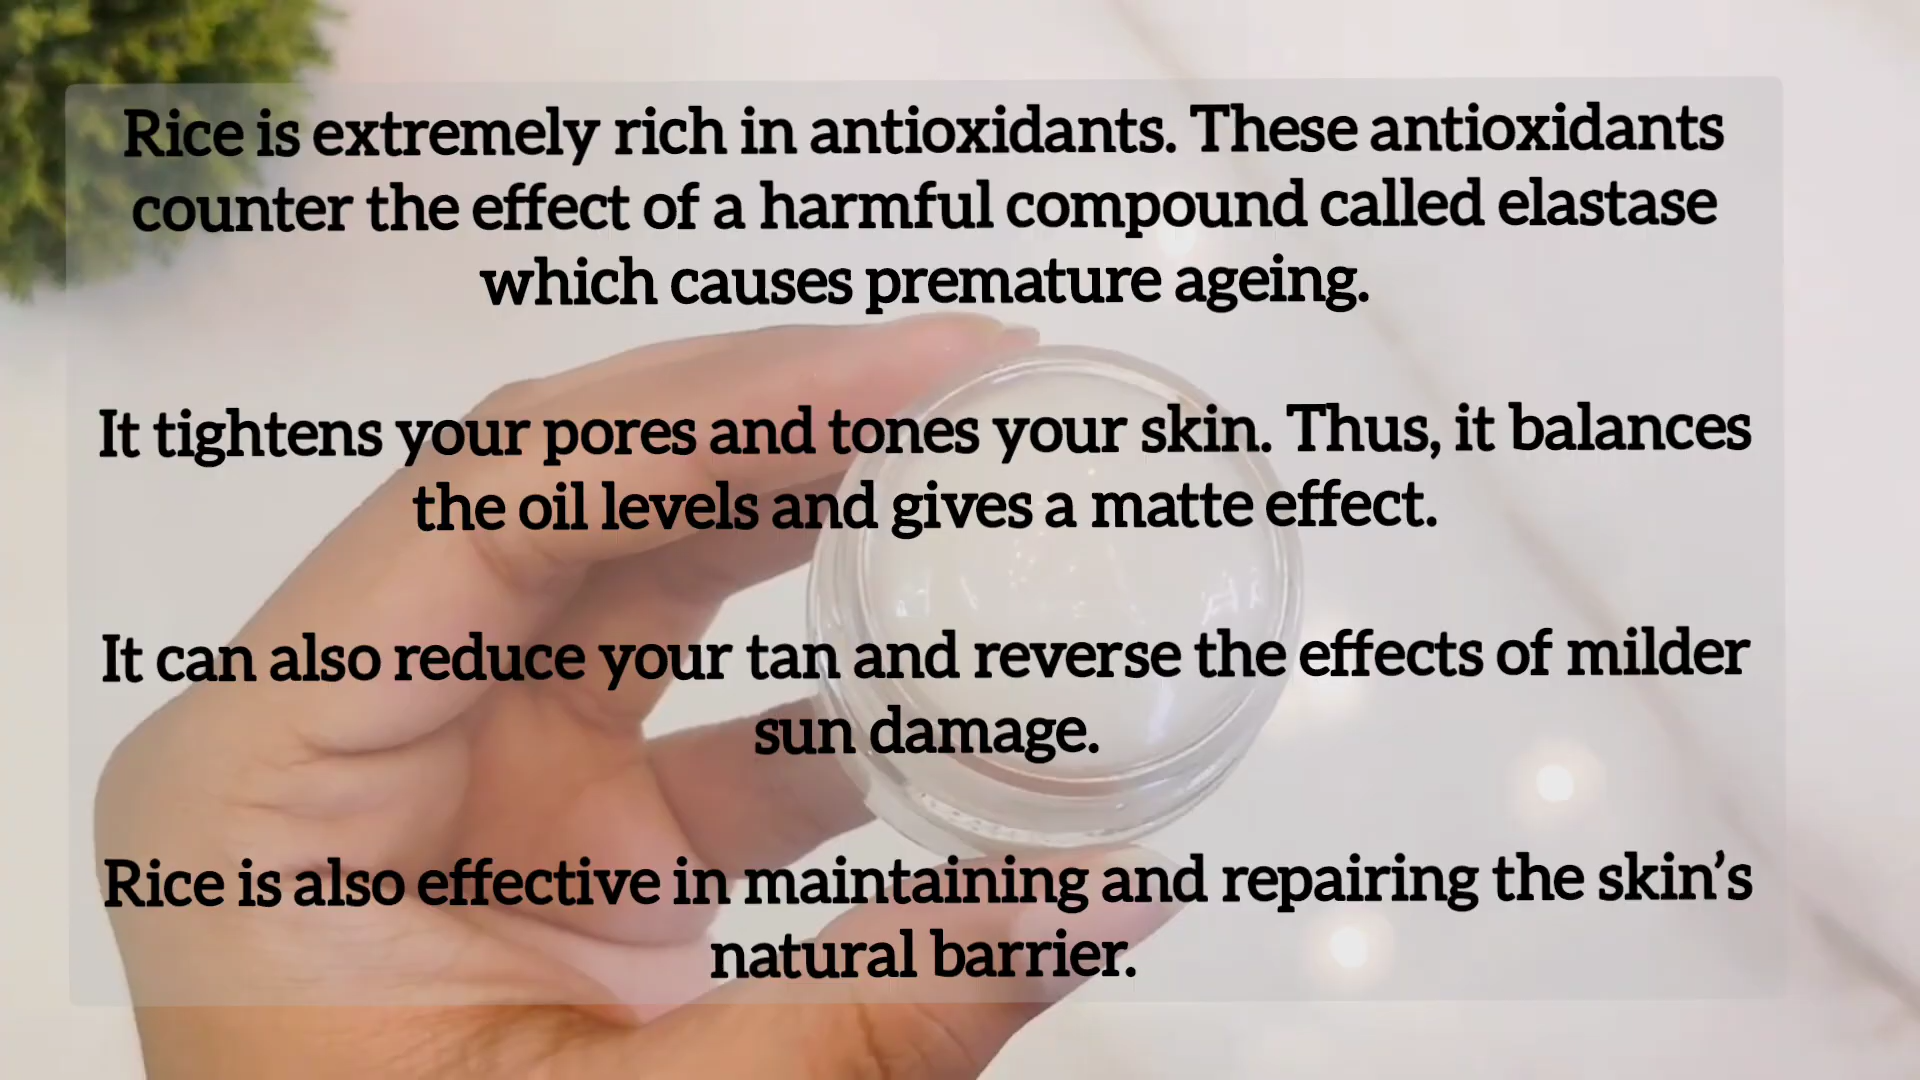 Rice is extremely rich in antioxidants. These antioxidants
counter the effect of a harmful compound called elastase
which causes premature ageing.
It tightens your pores and tones your skin. Thus, it balances
the oil levels and gives a matte effect.
It can also reduce your tan and reverse the effects of milder
sun damage.
Rice is also effective in maintaining and repairing the skin’s
natural barrier.